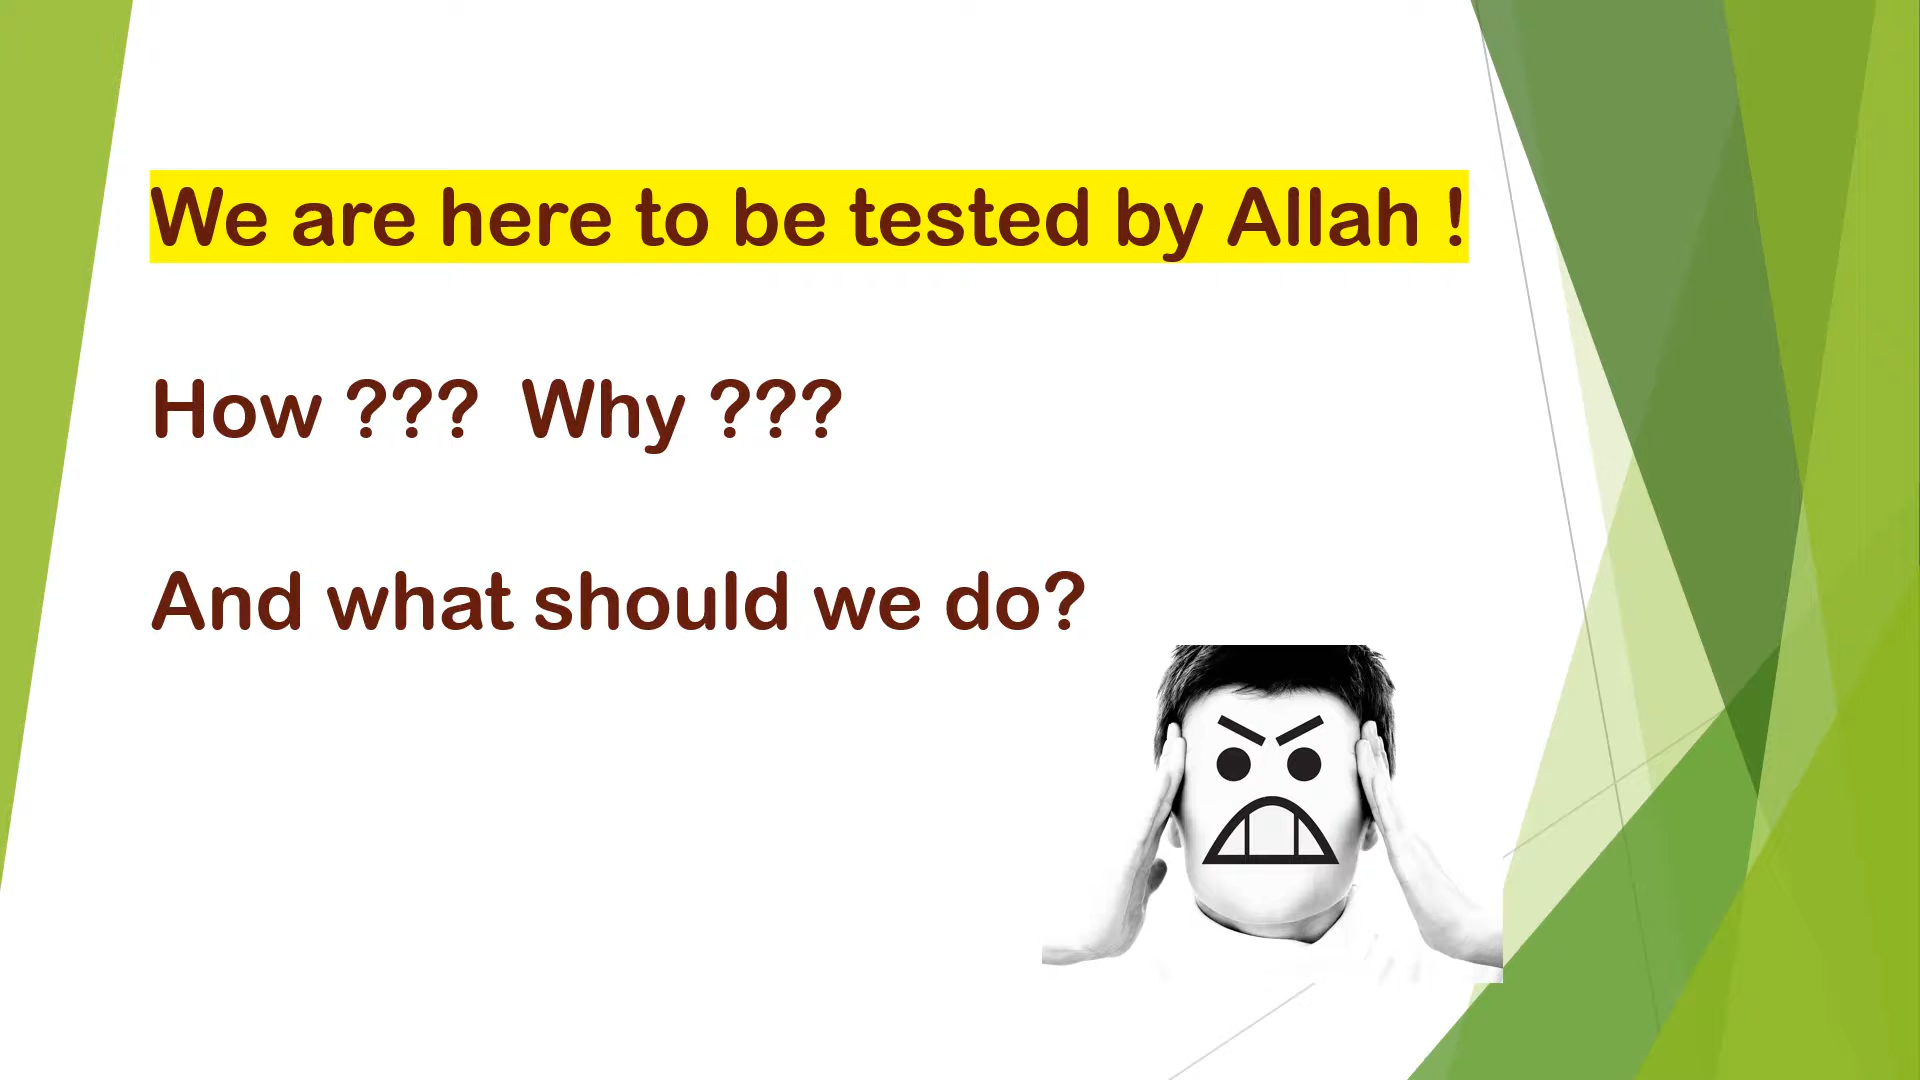 We are here to be tested by Allah !
How ???  Why ???
And what should we do?